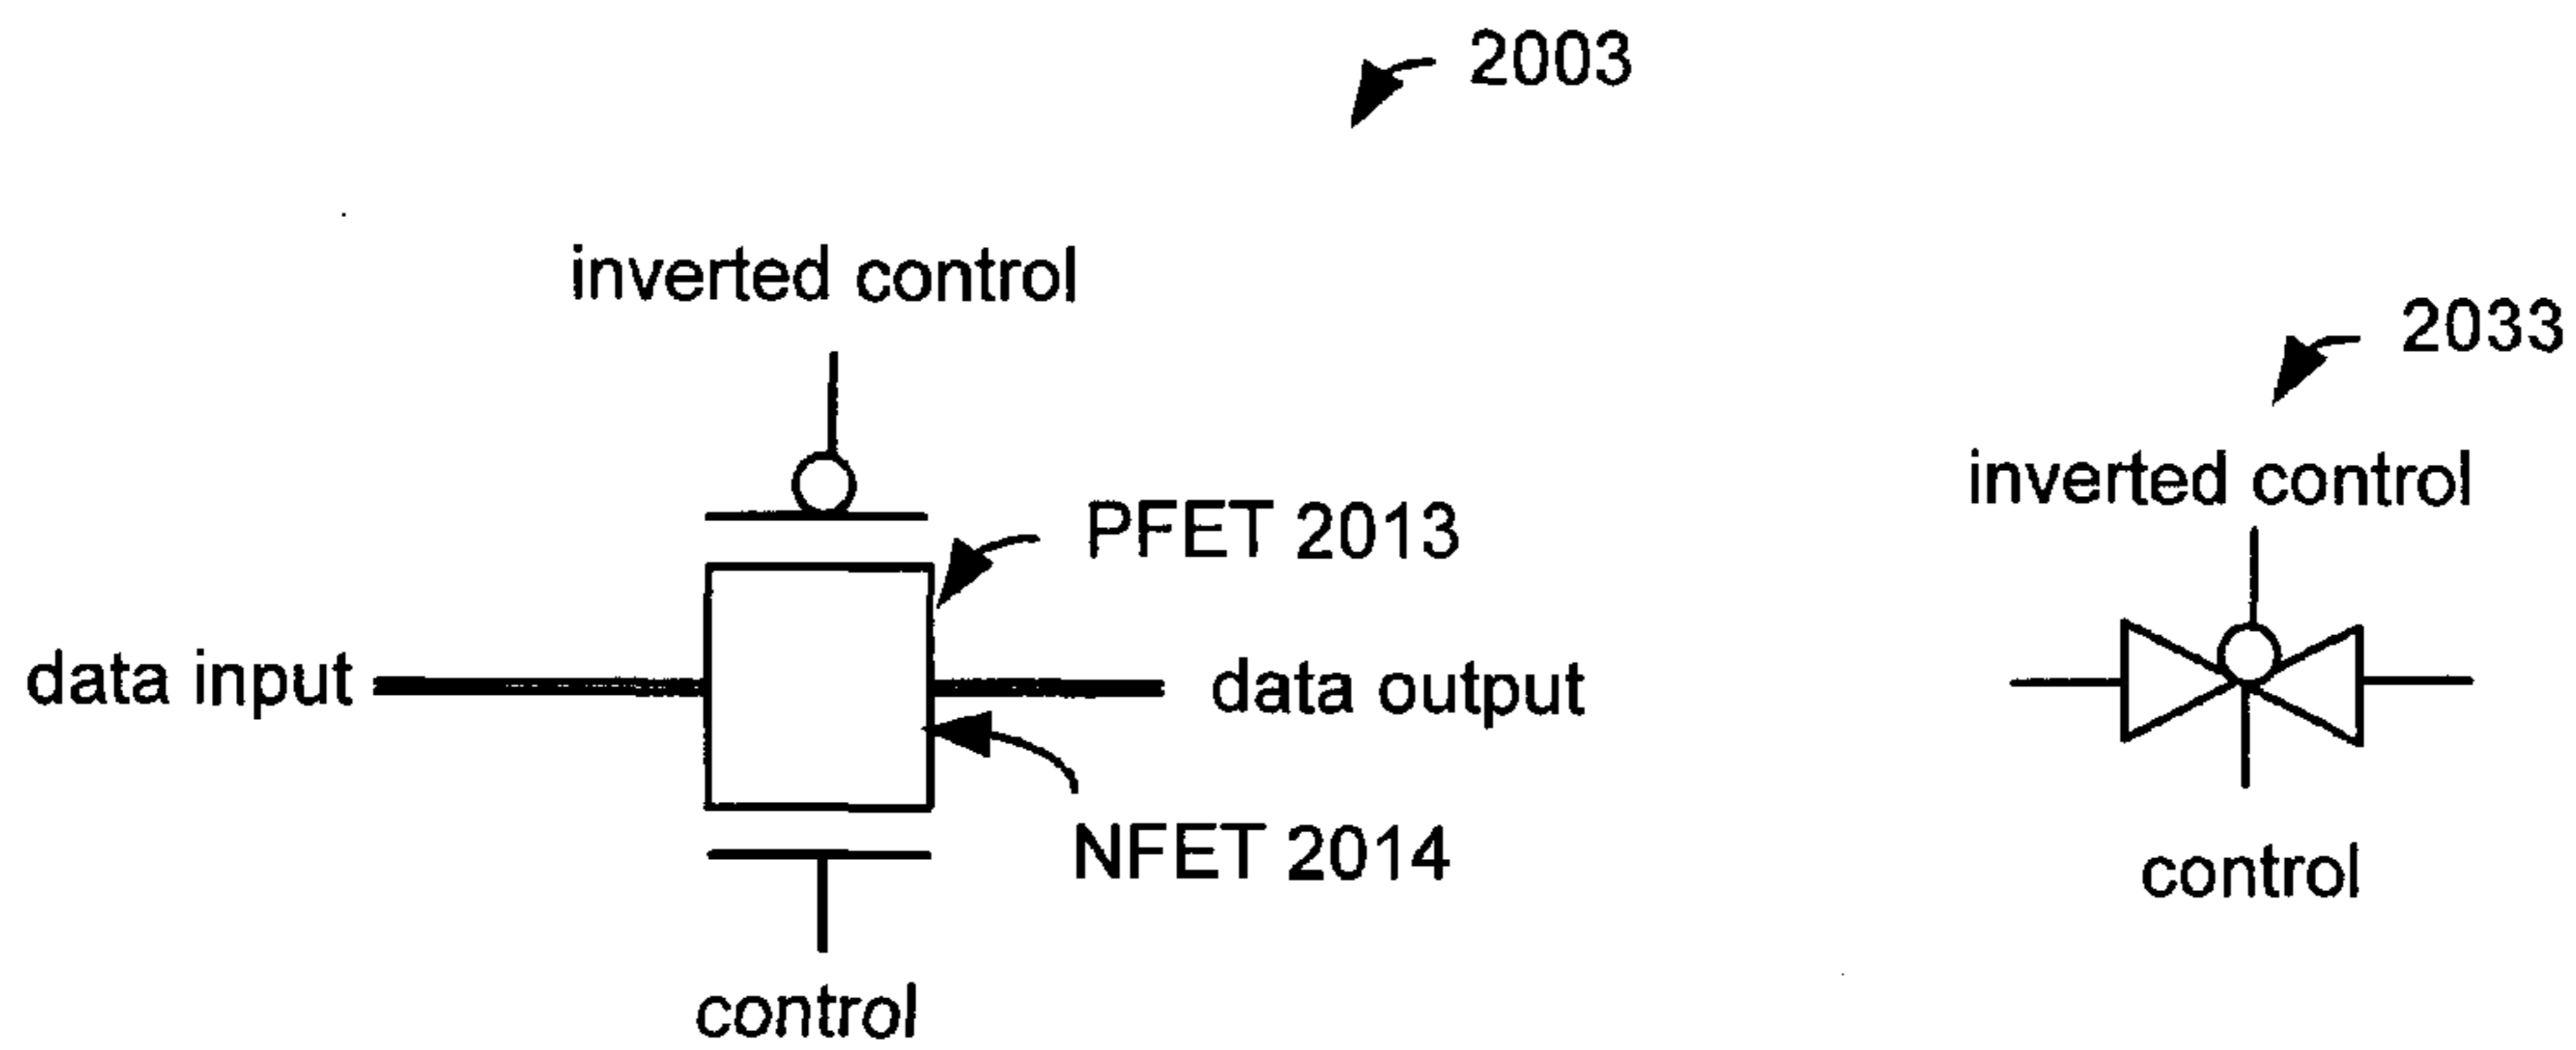 2003
inverted control
2033
inverted control
PFET 2013
data input
data output
NFET 2014
control
control